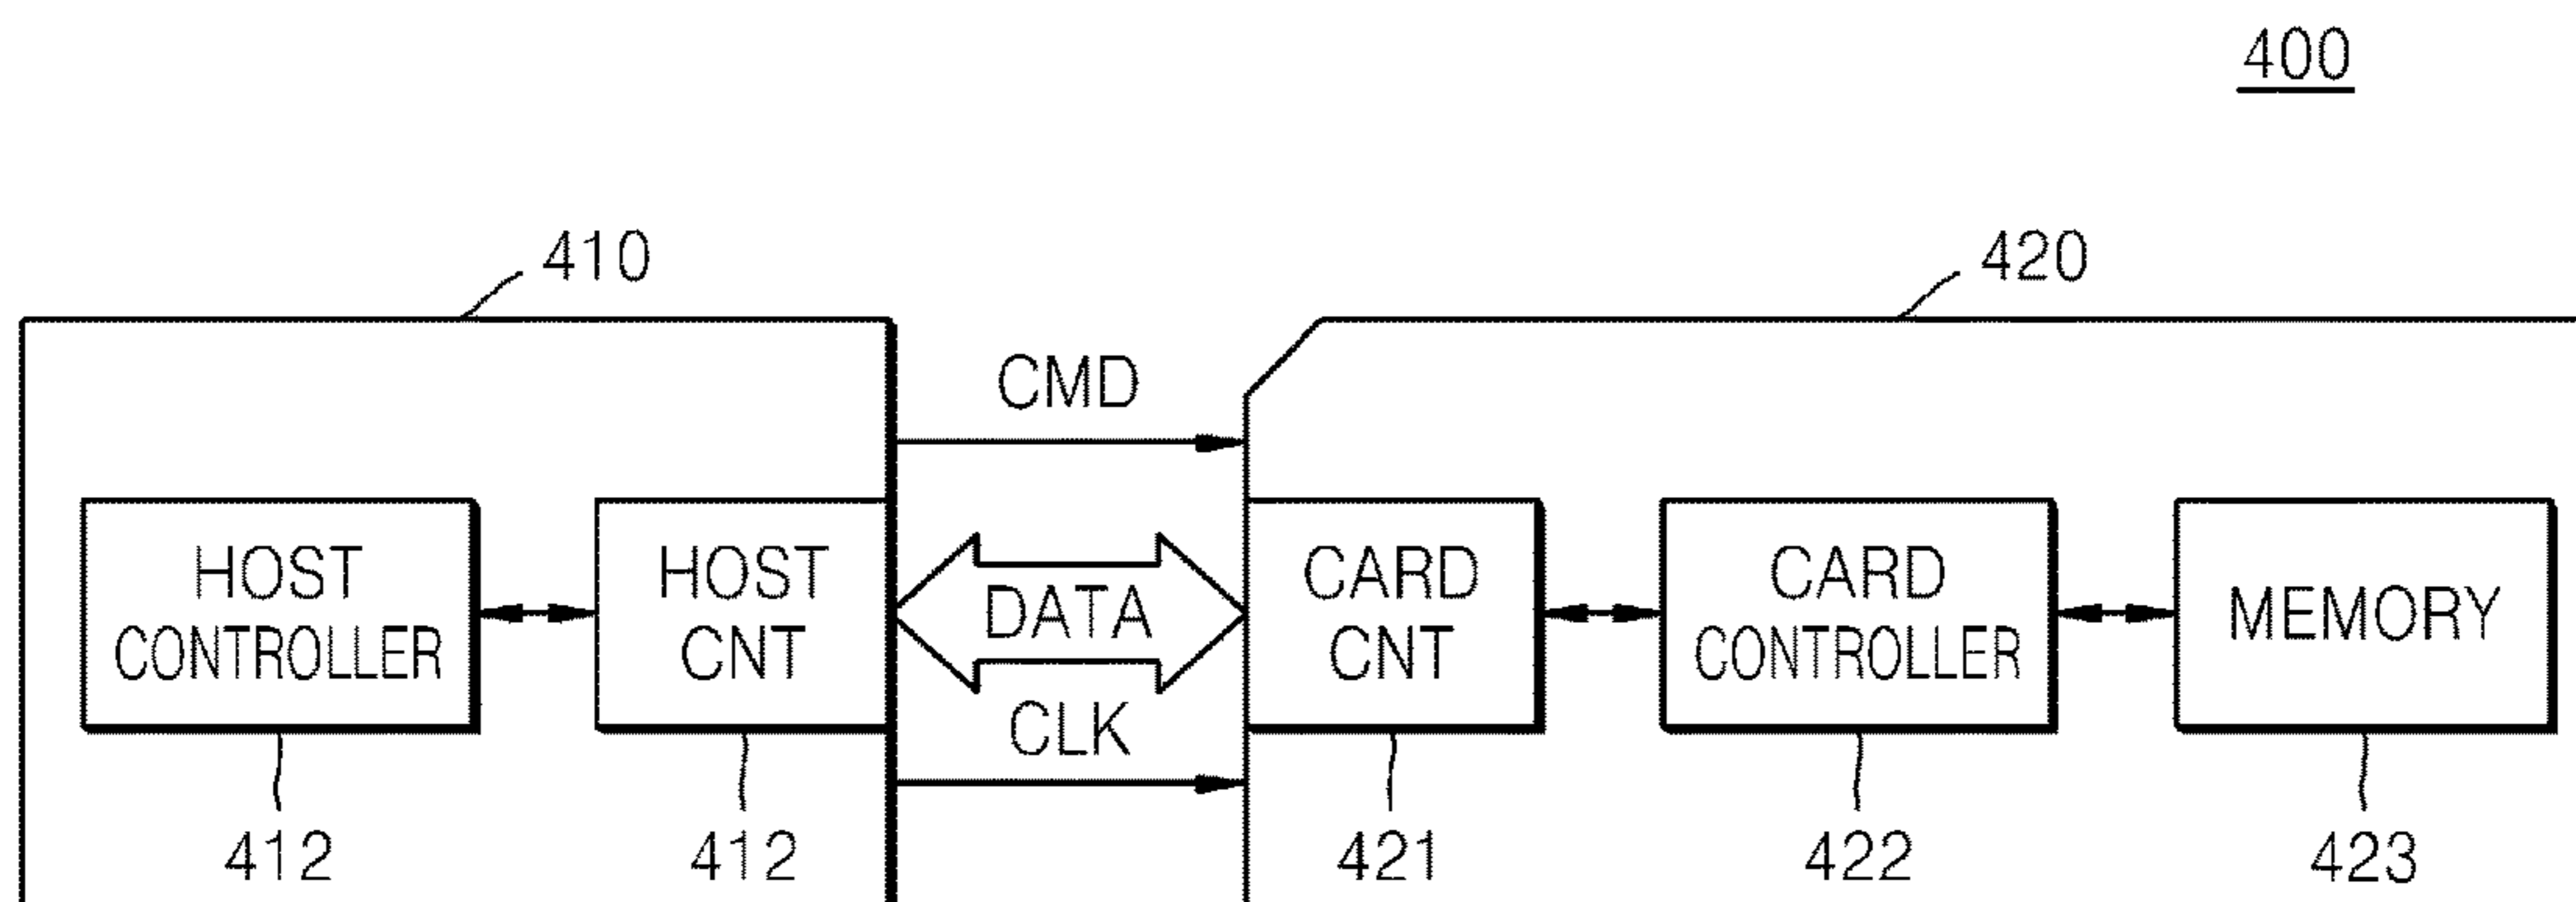 400
410
420
CMD
HOST
CONTROLLER
HOST
CNT
DATA
CARD
CNT
CARD
CONTROLLER
MEMORY
CLK
412
412
421
422
423